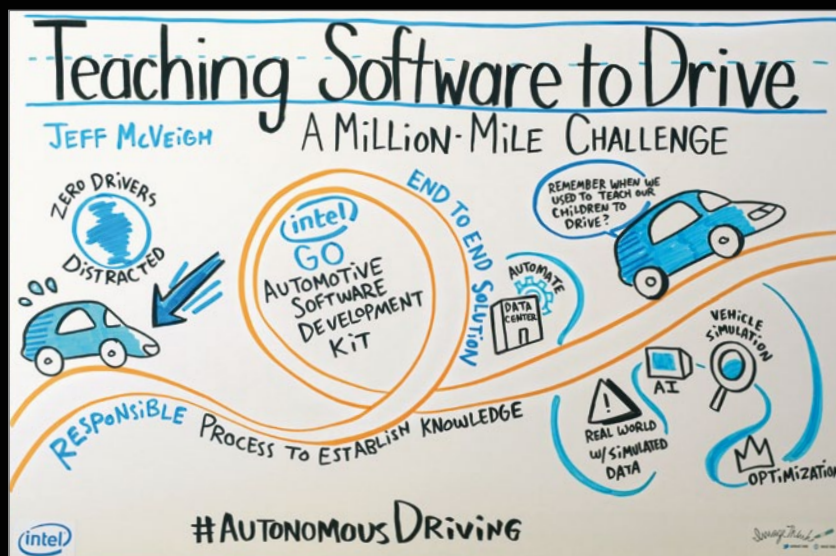 Teaching Software to Drive
JEFF McVEIGH
A MiLLiON-MiLE CHALLENGE
ZERO DRiVERS
DiSTRACTED
intel
GO
AUTOMOTIVE
SOFTWARE
DEVELOPMENT
KiT
END TO END SOLUTiON
AUTOMATE
DATA
CENTER
REMEMBER WHEN WE
USED TO TEACH OUR
CHILDREN TO
DRIVE?
VEHICLE
SIMULATION
AI
REAL WORLD
W/SIMULATED
DATA
OPTiMiZATION
RESPONSiBLE PROCESS TO ESTABLiSH KNOWLEDGE
#AUTONOMOUSDRiViNG
intel
ImageThink